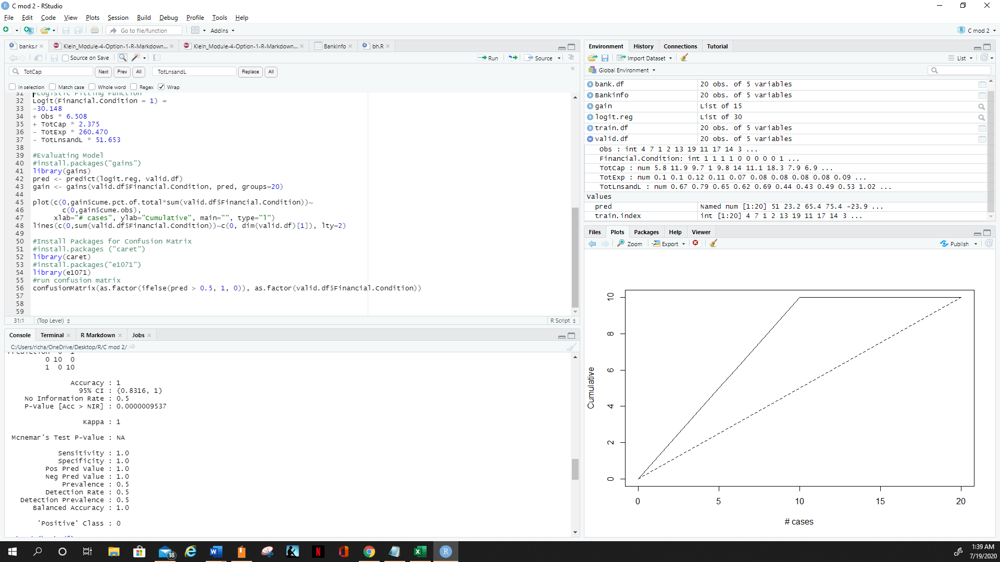 C mod 2 - RStudio
File Edit Code View Plots Session Build Debug Profile Tools Help
Go to file/function Addins C mod 2
banks.r Klein_Module-4-Option-1-R-Markdown... Klein_Module-4-Option-1-R-Markdown... Bankinfo bh.R
Source on Save Run Source
TotCap Next Prev All TotLnsandL Replace All
In selection Match case Whole word Regex Wrap
31 #Logistic Fitting Function
32 Logit(Financial.Condition = 1) =
33 -30.148
34 + Obs * 6.508
35 + TotCap * 2.375
36 - TotExp * 260.470
37 - TotLnsandL * 51.653
38
39 #Evaluating Model
40 #install.packages("gains")
41 library(gains)
42 pred <- predict(logit.reg, valid.df)
43 gain <- gains(valid.df$Financial.Condition, pred, groups=20)
44
45 plot(c(0,gain$cume.pct.of.total*sum(valid.df$Financial.Condition))~
46 c(0,gain$cume.obs),
47 xlab="# cases", ylab="Cumulative", main="", type="l")
48 lines(c(0,sum(valid.df$Financial.Condition))~c(0, dim(valid.df)[1]), lty=2)
49
50 #Install Packages for Confusion Matrix
51 #install.packages ("caret")
52 library(caret)
53 #install.packages("e1071")
54 library(e1071)
55 #run confusion matrix
56 confusionMatrix(as.factor(ifelse(pred > 0.5, 1, 0)), as.factor(valid.df$Financial.Condition))
57
58
59
31:1 (Top Level) R Script
Console Terminal R Markdown Jobs
C:/Users/richa/OneDrive/Desktop/R/C mod 2/
Prediction 0 1
0 10 0
1 0 10
Accuracy : 1
95% CI : (0.8316, 1)
No Information Rate : 0.5
P-Value [Acc > NIR] : 0.0000009537
Kappa : 1
Mcnemar's Test P-Value : NA
Sensitivity : 1.0
Specificity : 1.0
Pos Pred Value : 1.0
Neg Pred Value : 1.0
Prevalence : 0.5
Detection Rate : 0.5
Detection Prevalence : 0.5
Balanced Accuracy : 1.0
'Positive' Class : 0
Environment History Connections Tutorial
Import Dataset List
Global Environment
bank.df 20 obs. of 5 variables
Bankinfo 20 obs. of 5 variables
gain List of 15
logit.reg List of 30
train.df 20 obs. of 5 variables
valid.df 20 obs. of 5 variables
Obs : int 4 7 1 2 13 19 11 17 14 3 ...
Financial.Condition: int 1 1 1 1 0 0 0 0 0 1 ...
TotCap : num 5.8 11.9 9.7 1 9.8 14 11.1 18.3 7.9 6.9 ...
TotExp : num 0.1 0.1 0.12 0.11 0.07 0.08 0.08 0.08 0.08 0.09 ...
TotLnsandL : num 0.67 0.79 0.65 0.62 0.69 0.44 0.43 0.49 0.53 1.02 ...
Values
pred Named num [1:20] 51 23.2 65.4 75.4 -23.9 ...
train.index int [1:20] 4 7 1 2 13 19 11 17 14 3 ...
Files Plots Packages Help Viewer
Zoom Export Publish
10
8
6
4
2
0
Cumulative
0 5 10 15 20
# cases
18
1:39 AM
7/19/2020